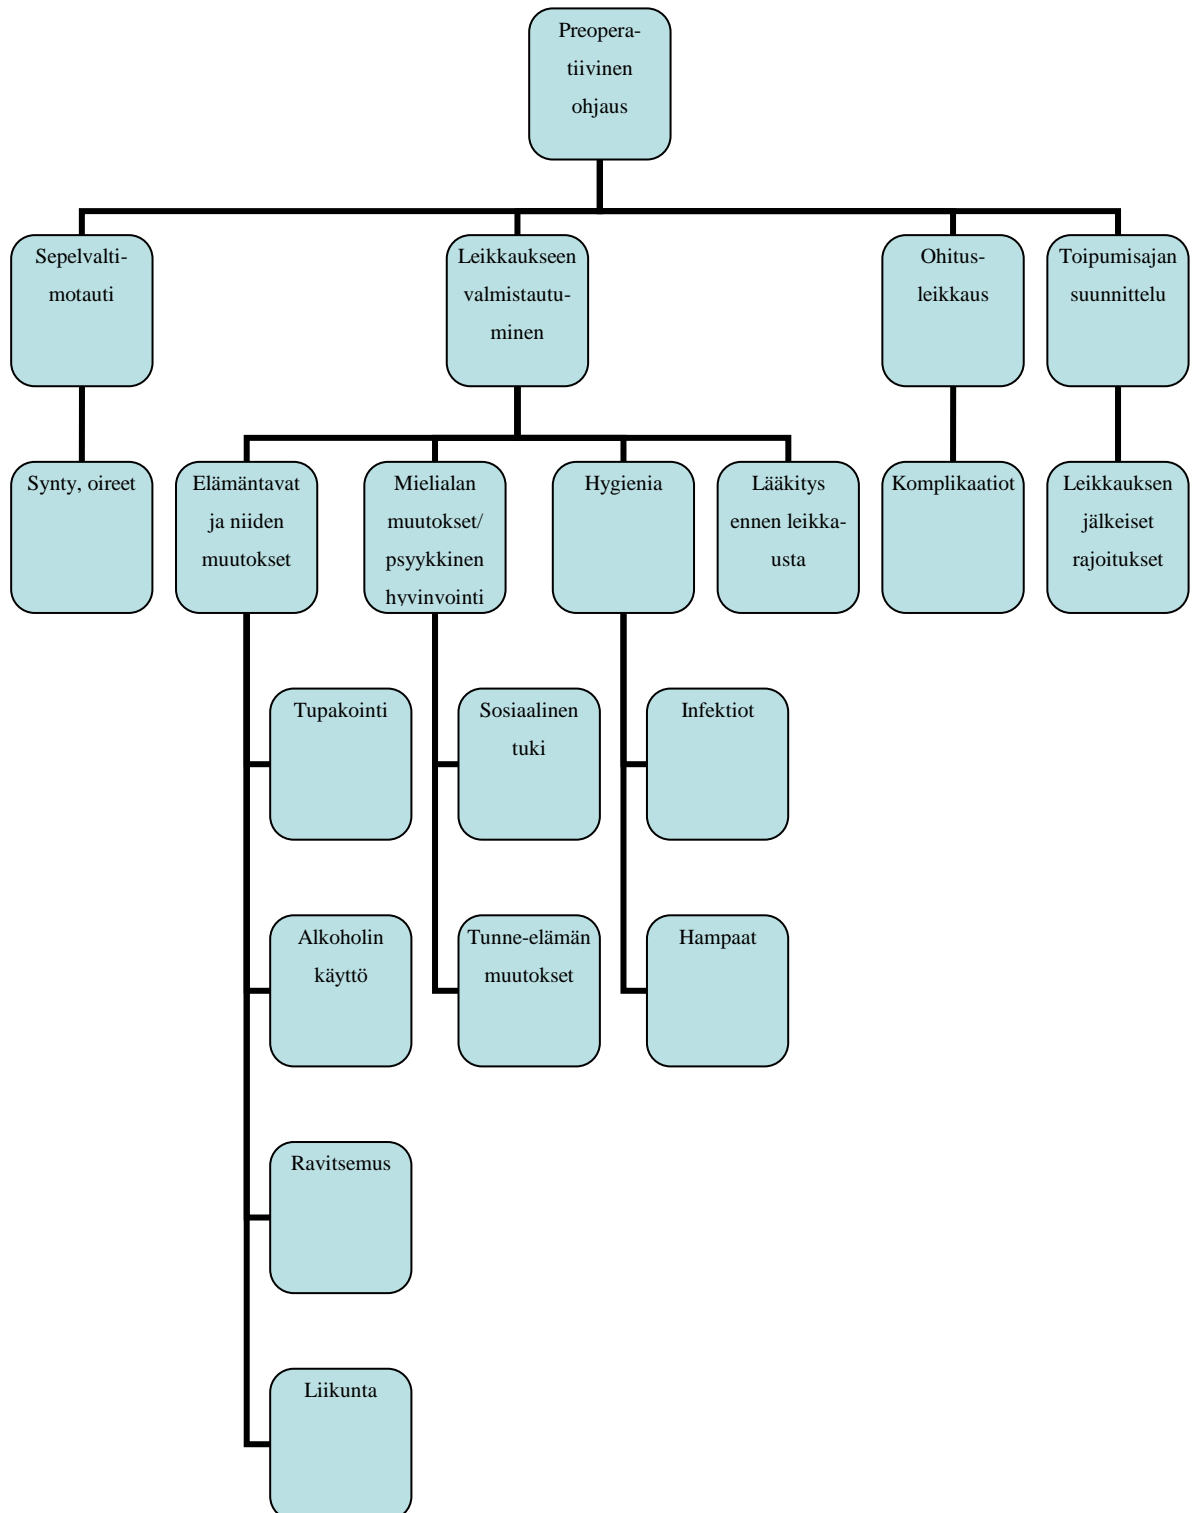 Preopera-
tiivinen
ohjaus
Sepelvalti-
motauti
Leikkaukseen
valmistautu-
minen
Ohitus-
leikkaus
Toipumisajan
suunnittelu
Synty, oireet
Elämäntavat
ja niiden
muutokset
Mielialan
muutokset/
psyykkinen
hyvinvointi
Hygienia
Lääkitys
ennen leikka-
usta
Komplikaatiot
Leikkauksen
jälkeiset
rajoitukset
Tupakointi
Sosiaalinen
tuki
Infektiot
Alkoholin
käyttö
Tunne-elämän
muutokset
Hampaat
Ravitsemus
Liikunta